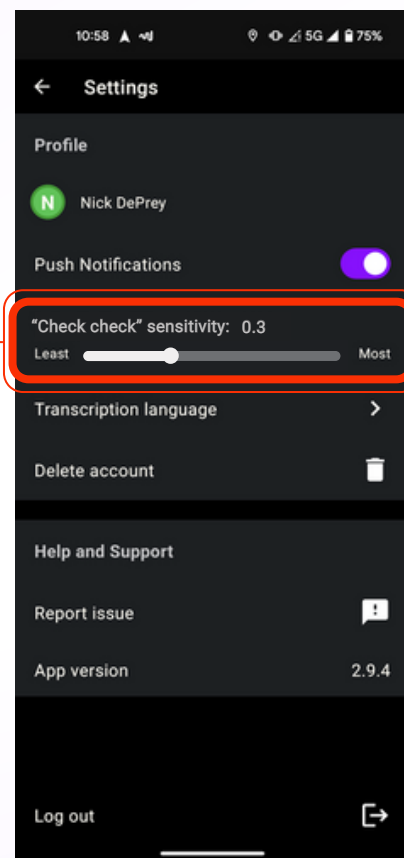 10:58 5G 75%
Settings
Profile
N Nick DePrey
Push Notifications
“Check check” sensitivity: 0.3
Least Most
Transcription language
Delete account
Help and Support
Report issue
App version 2.9.4
Log out